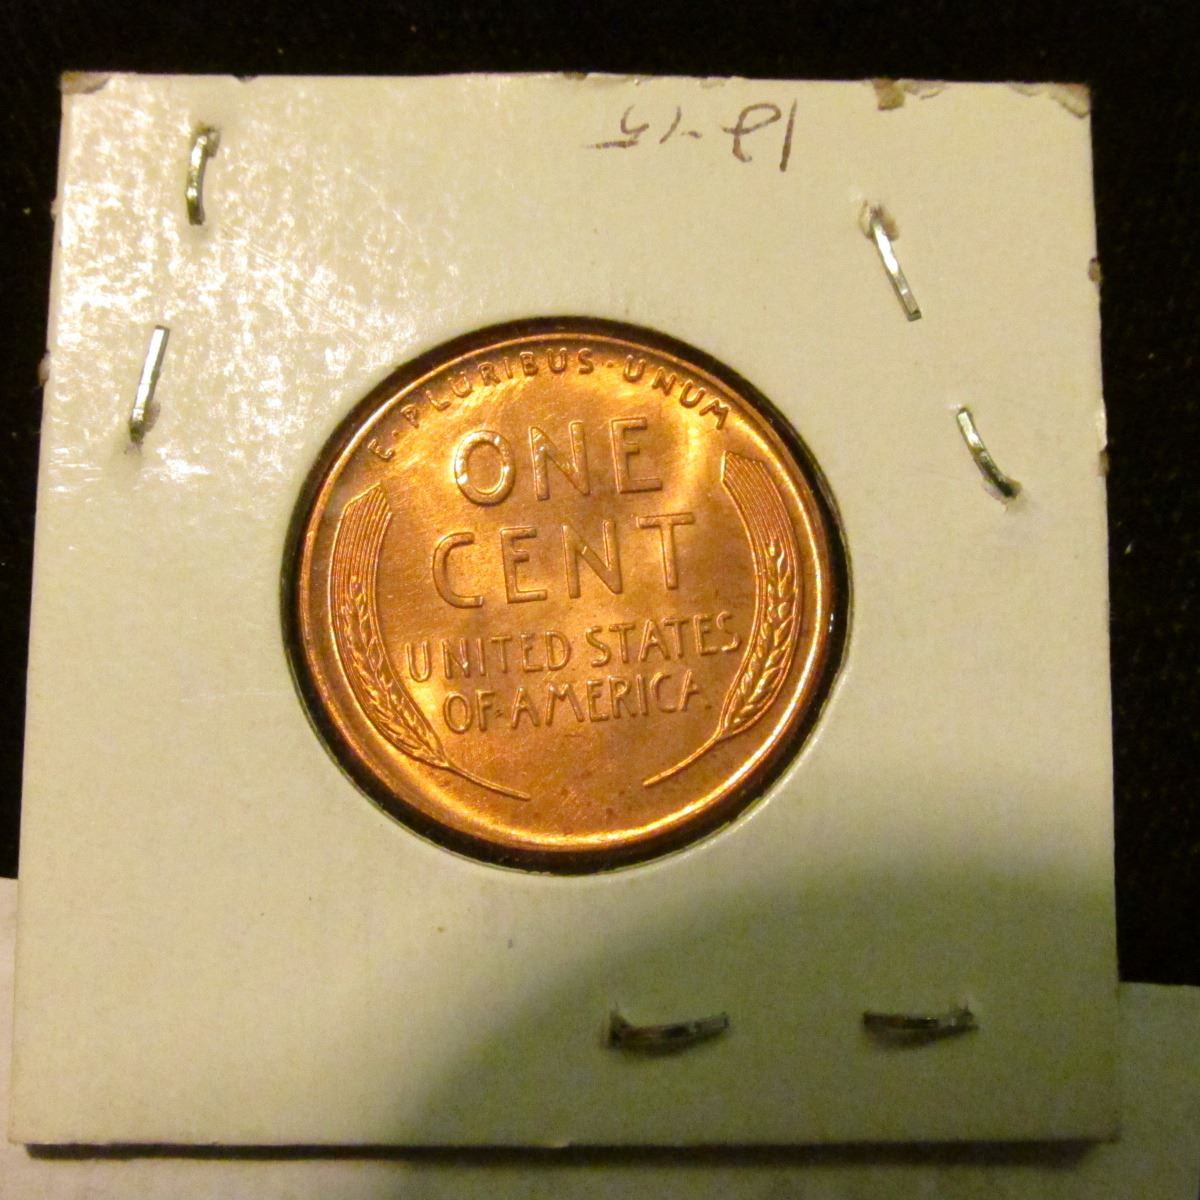 E·PLURIBUS·UNUM
ONE
CENT
UNITED STATES
OF AMERICA